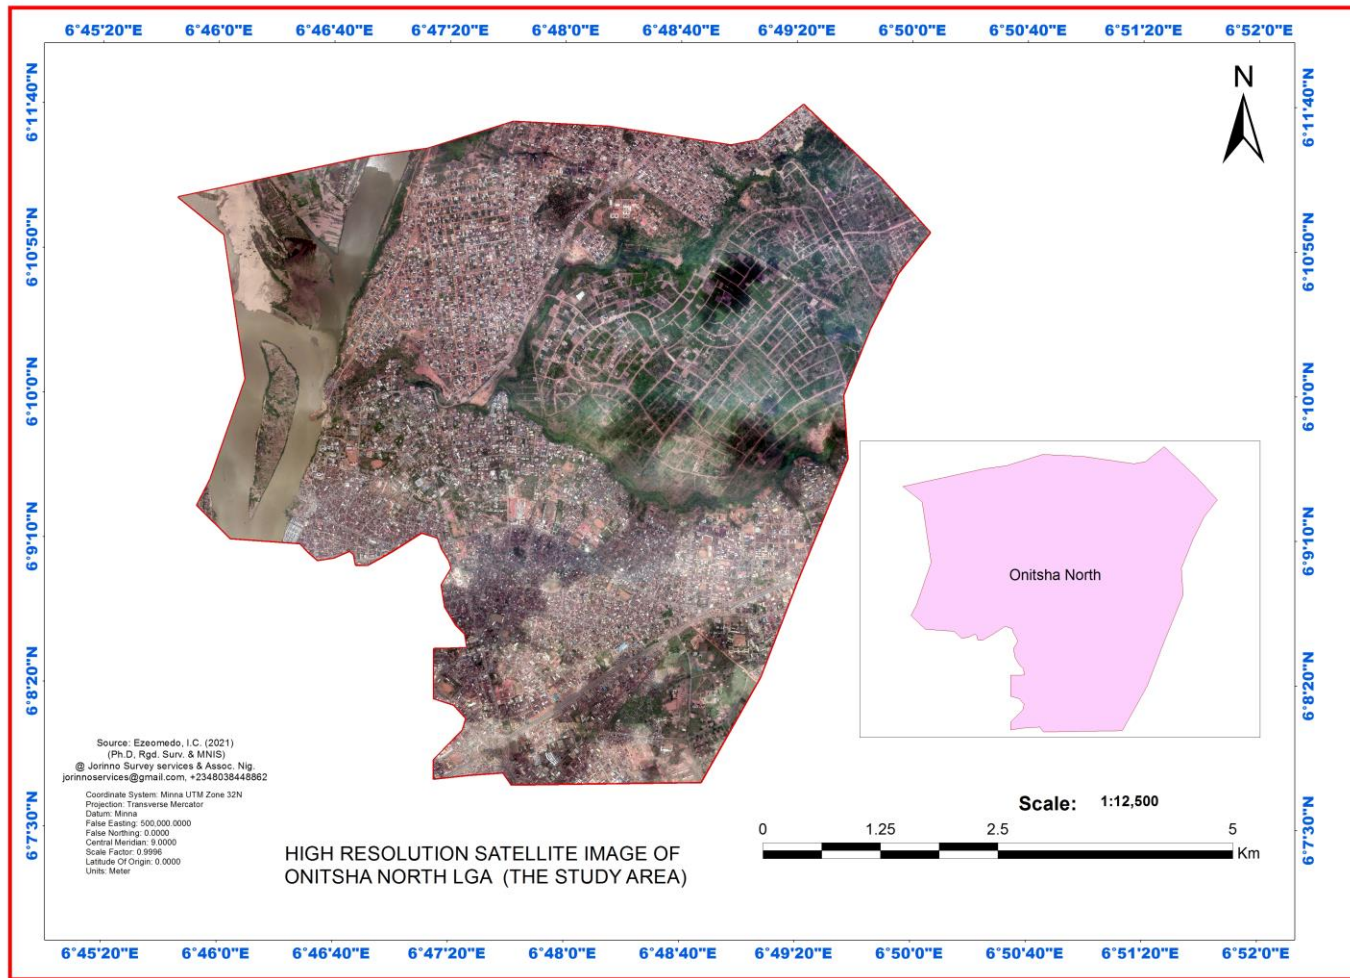 6°45'20"E 6°46'0"E 6°46'40"E 6°47'20"E 6°48'0"E 6°48'40"E 6°49'20"E 6°50'0"E 6°50'40"E 6°51'20"E 6°52'0"E
N
6°11'40"N 6°11'40"N
6°10'50"N 6°10'50"N
6°10'0"N 6°10'0"N
6°9'10"N 6°9'10"N
Onitsha North
6°8'20"N 6°8'20"N
6°7'30"N 6°7'30"N
Source: Ezeomedo, I.C. (2021)
(Ph.D, Rgd. Surv. & MNIS)
@ Jorinno Survey services & Assoc. Nig.
jorinnoservices@gmail.com, +2348038448862
Coordinate System: Minna UTM Zone 32N
Projection: Transverse Mercator
Datum: Minna
False Easting: 500,000.0000
False Northing: 0.0000
Central Meridian: 9.0000
Scale Factor: 0.9996
Latitude Of Origin: 0.0000
Units: Meter
HIGH RESOLUTION SATELLITE IMAGE OF
ONITSHA NORTH LGA (THE STUDY AREA)
Scale: 1:12,500
0 1.25 2.5 5
Km
6°45'20"E 6°46'0"E 6°46'40"E 6°47'20"E 6°48'0"E 6°48'40"E 6°49'20"E 6°50'0"E 6°50'40"E 6°51'20"E 6°52'0"E